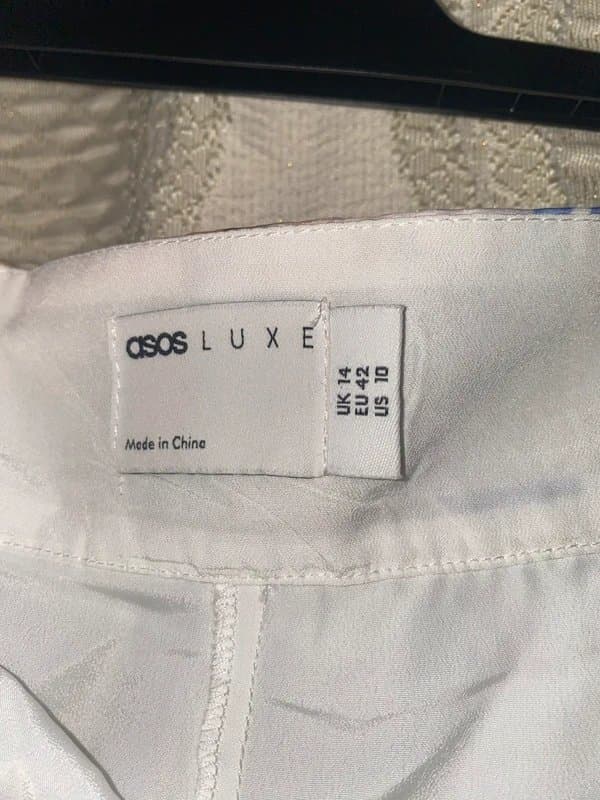 asos LUXE
Made in China
UK 14
EU 42
US 10